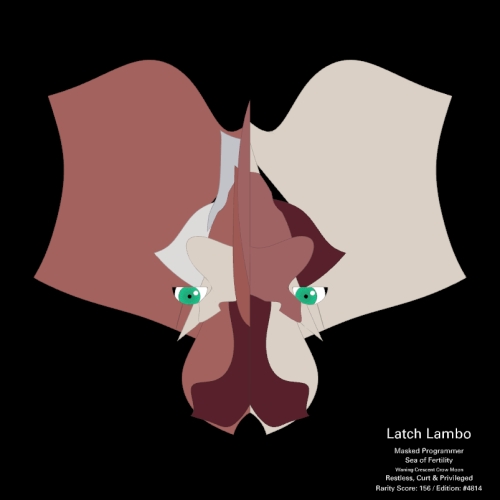 Latch Lambo
Masked Programmer
Sea of Fertility
Waning Crescent Crow Moon
Restless, Curt & Privileged
Rarity Score: 156 / Edition: #4814